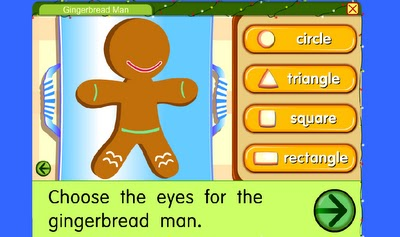 Gingerbread Man
circle
triangle
square
rectangle
Choose the eyes for the
gingerbread man.